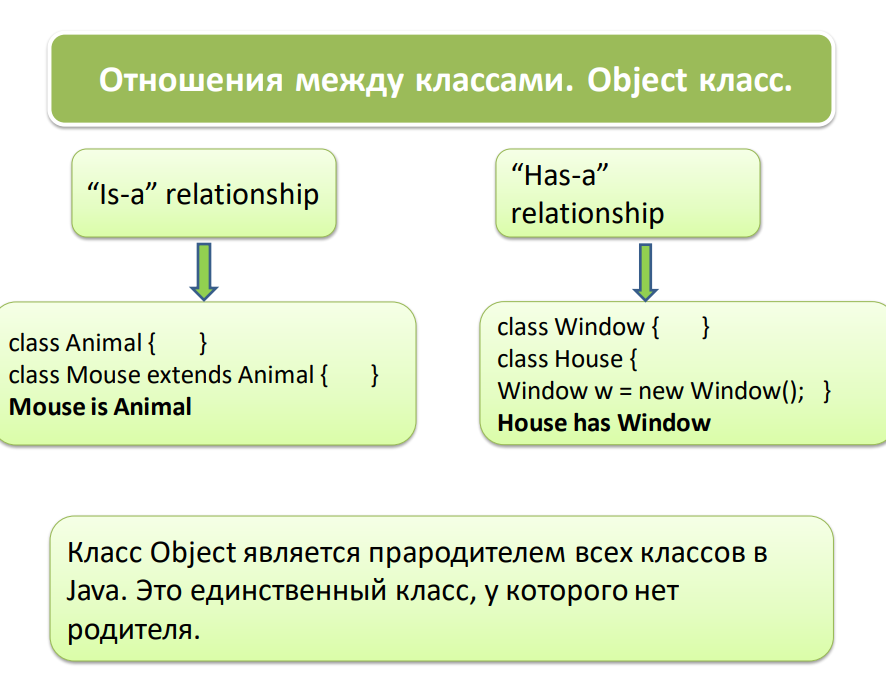 Отношения между классами. Object класс.
“Is-a” relationship
“Has-a”
relationship
class Animal { }
class Mouse extends Animal { }
Mouse is Animal
class Window { }
class House {
Window w = new Window(); }
House has Window
Класс Object является прародителем всех классов в
Java. Это единственный класс, у которого нет
родителя.